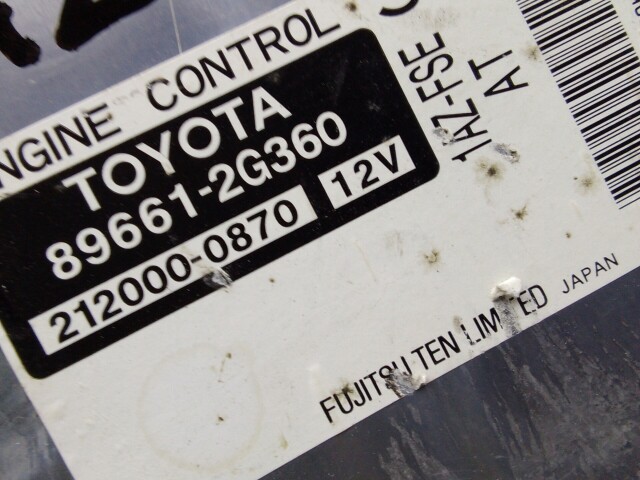 ENGINE CONTROL
TOYOTA
89661-2G360
212000-0870 12V
1AZ-FSE
AT
FUJITSU TEN LIMITED JAPAN